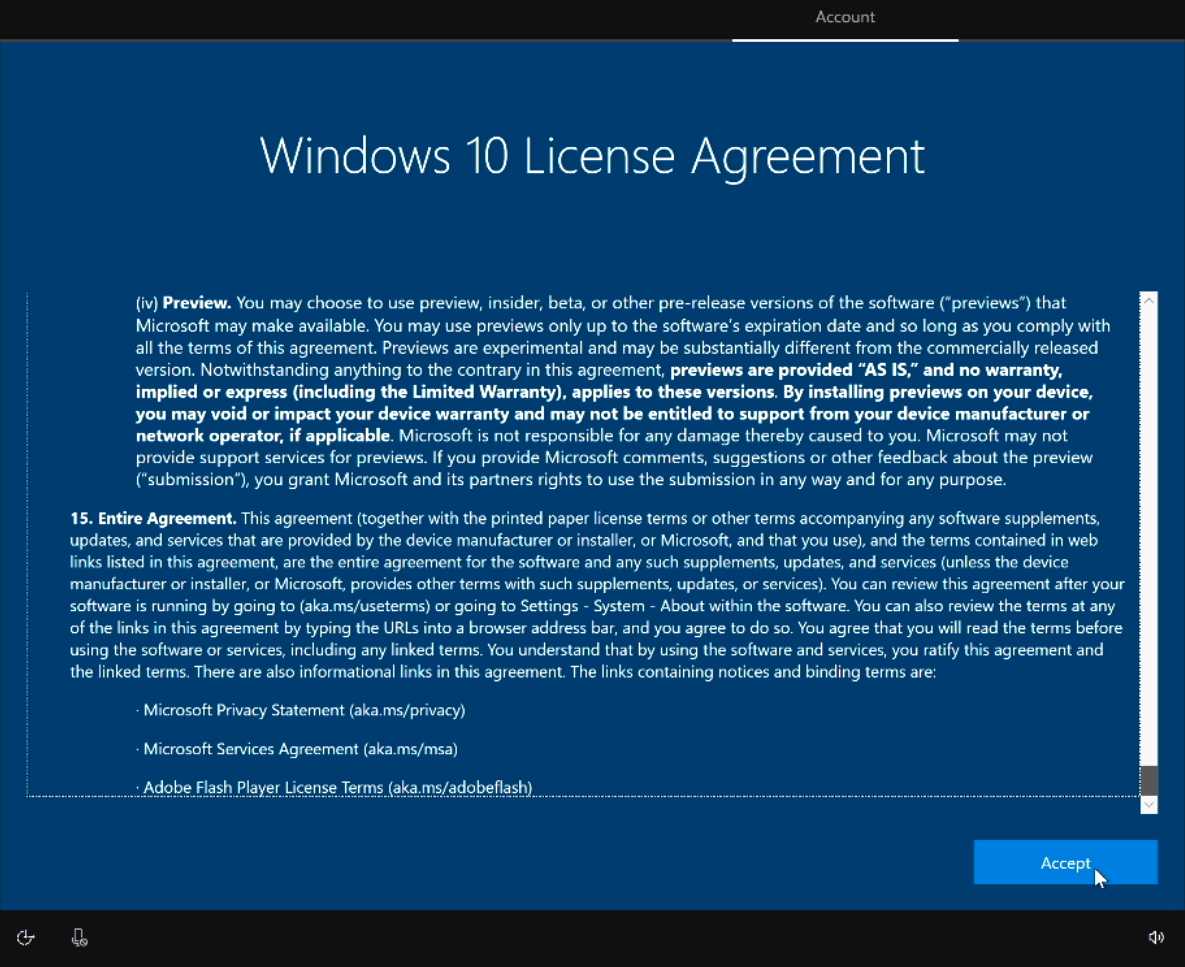 Account
Windows 10 License Agreement
(iv) Preview. You may choose to use preview, insider, beta, or other pre-release versions of the software (“previews”) that
Microsoft may make available. You may use previews only up to the software's expiration date and so long as you comply with
all the terms of this agreement. Previews are experimental and may be substantially different from the commercially released
version. Notwithstanding anything to the contrary in this agreement, previews are provided “AS IS,” and no warranty,
implied or express (including the Limited Warranty), applies to these versions. By installing previews on your device,
you may void or impact your device warranty and may not be entitled to support from your device manufacturer or
network operator, if applicable. Microsoft is not responsible for any damage thereby caused to you. Microsoft may not
provide support services for previews. If you provide Microsoft comments, suggestions or other feedback about the preview
(“submission”), you grant Microsoft and its partners rights to use the submission in any way and for any purpose.
15. Entire Agreement. This agreement (together with the printed paper license terms or other terms accompanying any software supplements,
updates, and services that are provided by the device manufacturer or installer, or Microsoft, and that you use), and the terms contained in web
links listed in this agreement, are the entire agreement for the software and any such supplements, updates, and services (unless the device
manufacturer or installer, or Microsoft, provides other terms with such supplements, updates, or services). You can review this agreement after your
software is running by going to (aka.ms/useterms) or going to Settings - System - About within the software. You can also review the terms at any
of the links in this agreement by typing the URLs into a browser address bar, and you agree to do so. You agree that you will read the terms before
using the software or services, including any linked terms. You understand that by using the software and services, you ratify this agreement and
the linked terms. There are also informational links in this agreement. The links containing notices and binding terms are:
· Microsoft Privacy Statement (aka.ms/privacy)
· Microsoft Services Agreement (aka.ms/msa)
· Adobe Flash Player License Terms (aka.ms/adobeflash)
Accept